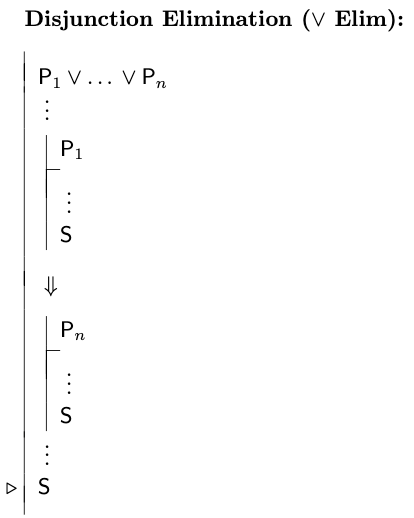 Disjunction Elimination (∨ Elim):
P₁ ∨ … ∨ Pₙ
⋮
P₁
⋮
S
⇓
Pₙ
⋮
S
⋮
▷ S